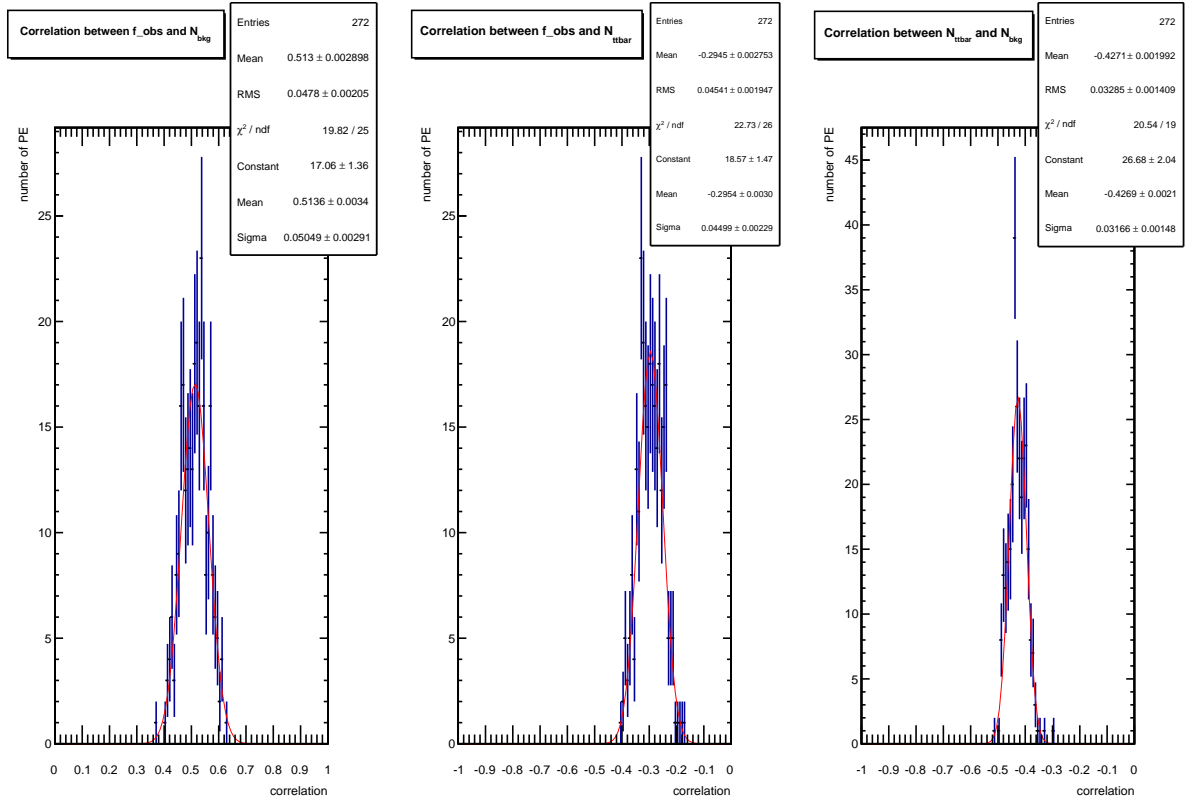 Correlation between f_obs and N_bkg
Entries 272
Mean 0.513 ± 0.002898
RMS 0.0478 ± 0.00205
χ² / ndf 19.82 / 25
Constant 17.06 ± 1.36
Mean 0.5136 ± 0.0034
Sigma 0.05049 ± 0.00291
number of PE
25
20
15
10
5
0
0 0.1 0.2 0.3 0.4 0.5 0.6 0.7 0.8 0.9 1
correlation
Correlation between f_obs and N_ttbar
Entries 272
Mean -0.2945 ± 0.002753
RMS 0.04541 ± 0.001947
χ² / ndf 22.73 / 26
Constant 18.57 ± 1.47
Mean -0.2954 ± 0.0030
Sigma 0.04499 ± 0.00229
number of PE
25
20
15
10
5
0
-1 -0.9 -0.8 -0.7 -0.6 -0.5 -0.4 -0.3 -0.2 -0.1 0
correlation
Correlation between N_ttbar and N_bkg
Entries 272
Mean -0.4271 ± 0.001992
RMS 0.03285 ± 0.001409
χ² / ndf 20.54 / 19
Constant 26.68 ± 2.04
Mean -0.4269 ± 0.0021
Sigma 0.03166 ± 0.00148
number of PE
45
40
35
30
25
20
15
10
5
0
-1 -0.9 -0.8 -0.7 -0.6 -0.5 -0.4 -0.3 -0.2 -0.1 0
correlation